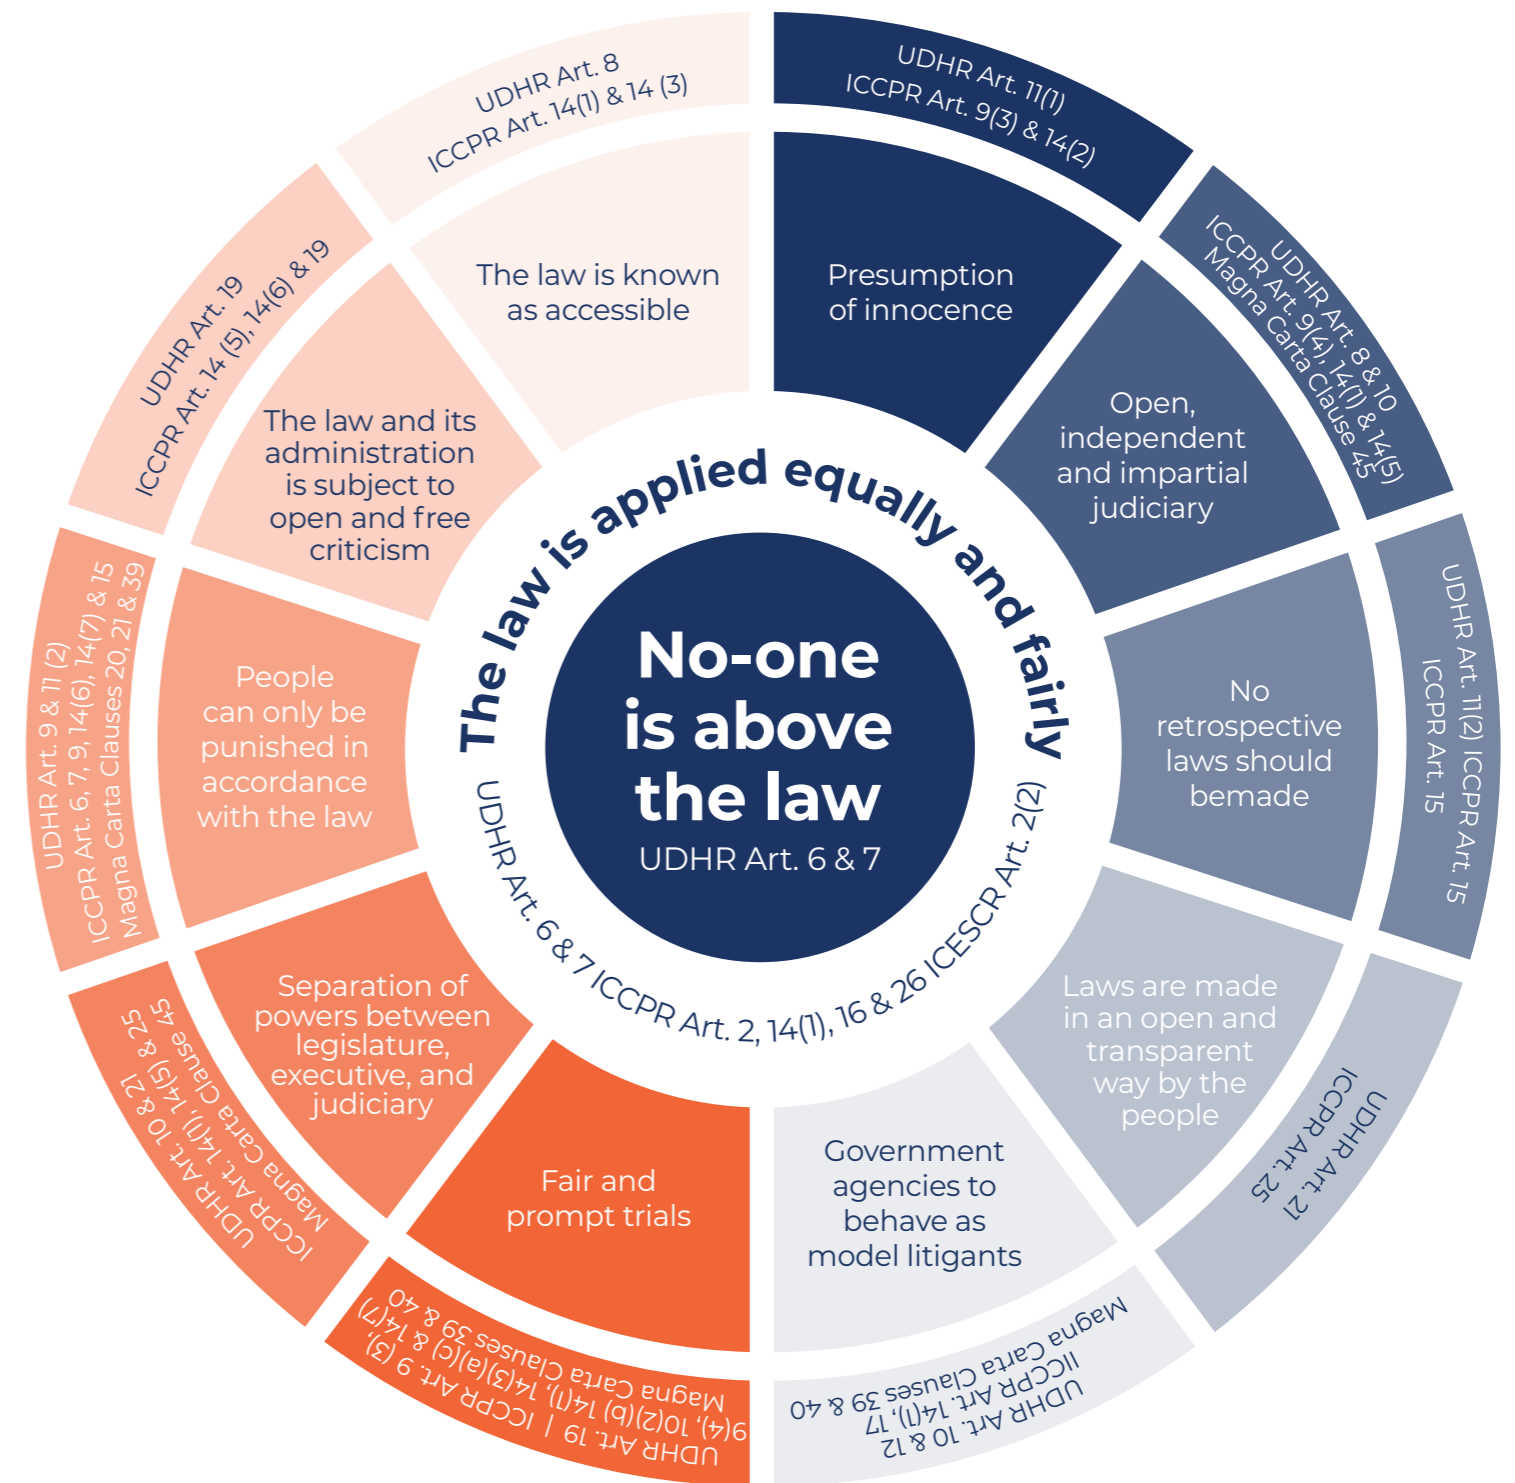 No-one
is above
the law
UDHR Art. 6 & 7
The law is applied equally and fairly
UDHR Art. 6 & 7 ICCPR Art. 2, 14(1), 16 & 26 ICESCR Art. 2(2)
UDHR Art. 11(1)
ICCPR Art. 9(3) & 14(2)
Presumption
of innocence
UDHR Art. 8 & 10
ICCPR Art. 9(4), 14(1) & 14(5)
Magna Carta Clause 45
Open,
independent
and impartial
judiciary
UDHR Art. 11(2) ICCPR Art. 15
ICCPR Art. 15
No
retrospective
laws should
bemade
UDHR Art. 21
ICCPR Art. 25
Laws are made
in an open and
transparent
way by the
people
Government
agencies to
behave as
model litigants
UDHR Art. 10 & 12
IICCPR Art. 14(1), 17
Magna Carta Clauses 39 & 40
Fair and
prompt trials
UDHR Art. 19 | ICCPR Art. 9 (3),
9(4), 10(2)(b) 14(1), 14(3)(a)(c) & 14(7)
Magna Carta Clauses 39 & 40
Separation of
powers between
legislature,
executive, and
judiciary
UDHR Art. 10 & 21
ICCPR Art. 14(1), 14(5) & 25
Magna Carta Clause 45
People
can only be
punished in
accordance
with the law
UDHR Art. 9 & 11 (2)
ICCPR Art. 6, 7, 9, 14(6), 14(7) & 15
Magna Carta Clauses 20, 21 & 39
UDHR Art. 19
ICCPR Art. 14 (5), 14(6) & 19
The law and its
administration
is subject to
open and free
criticism
UDHR Art. 8
ICCPR Art. 14(1) & 14 (3)
The law is known
as accessible